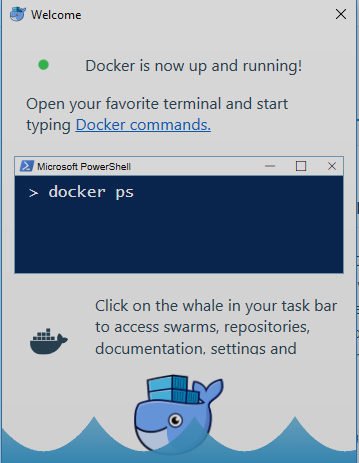 Welcome
Docker is now up and running!
Open your favorite terminal and start
typing Docker commands.
Microsoft PowerShell
> docker ps
Click on the whale in your task bar
to access swarms, repositories,
documentation, settings and